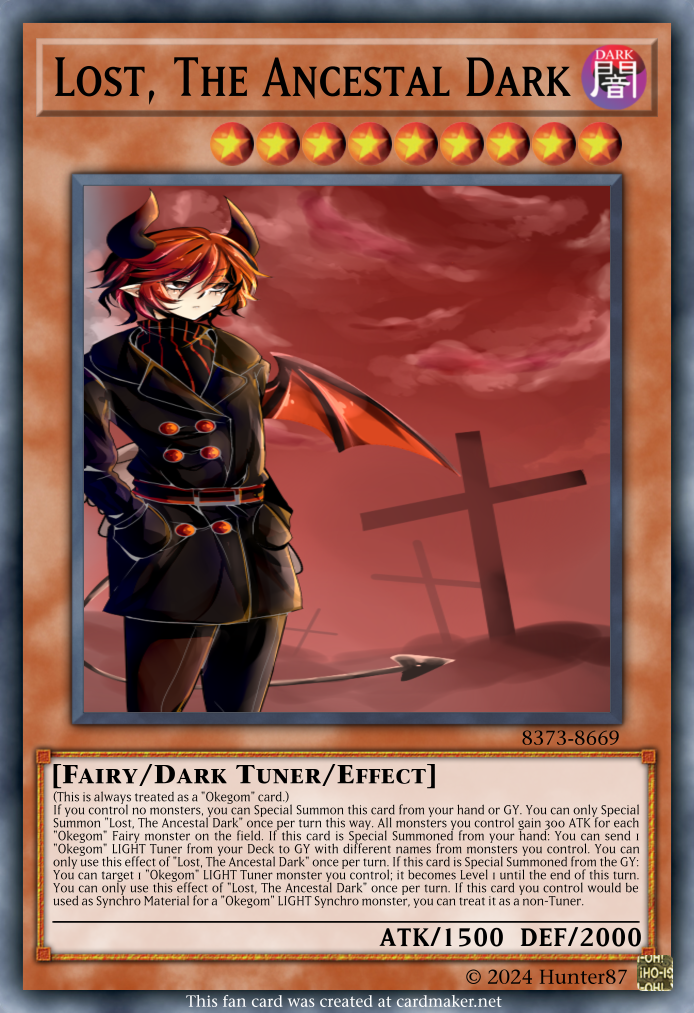 Lost, The Ancestal Dark
DARK
闇
8373-8669
[Fairy/Dark Tuner/Effect]
(This is always treated as a "Okegom" card.)
If you control no monsters, you can Special Summon this card from your hand or GY. You can only Special
Summon "Lost, The Ancestal Dark" once per turn this way. All monsters you control gain 300 ATK for each
"Okegom" Fairy monster on the field. If this card is Special Summoned from your hand: You can send 1
"Okegom" LIGHT Tuner from your Deck to GY with different names from monsters you control. You can
only use this effect of "Lost, The Ancestal Dark" once per turn. If this card is Special Summoned from the GY:
You can target 1 "Okegom" LIGHT Tuner monster you control; it becomes Level 1 until the end of this turn.
You can only use this effect of "Lost, The Ancestal Dark" once per turn. If this card you control would be
used as Synchro Material for a "Okegom" LIGHT Synchro monster, you can treat it as a non-Tuner.
ATK/1500 DEF/2000
© 2024 Hunter87
This fan card was created at cardmaker.net